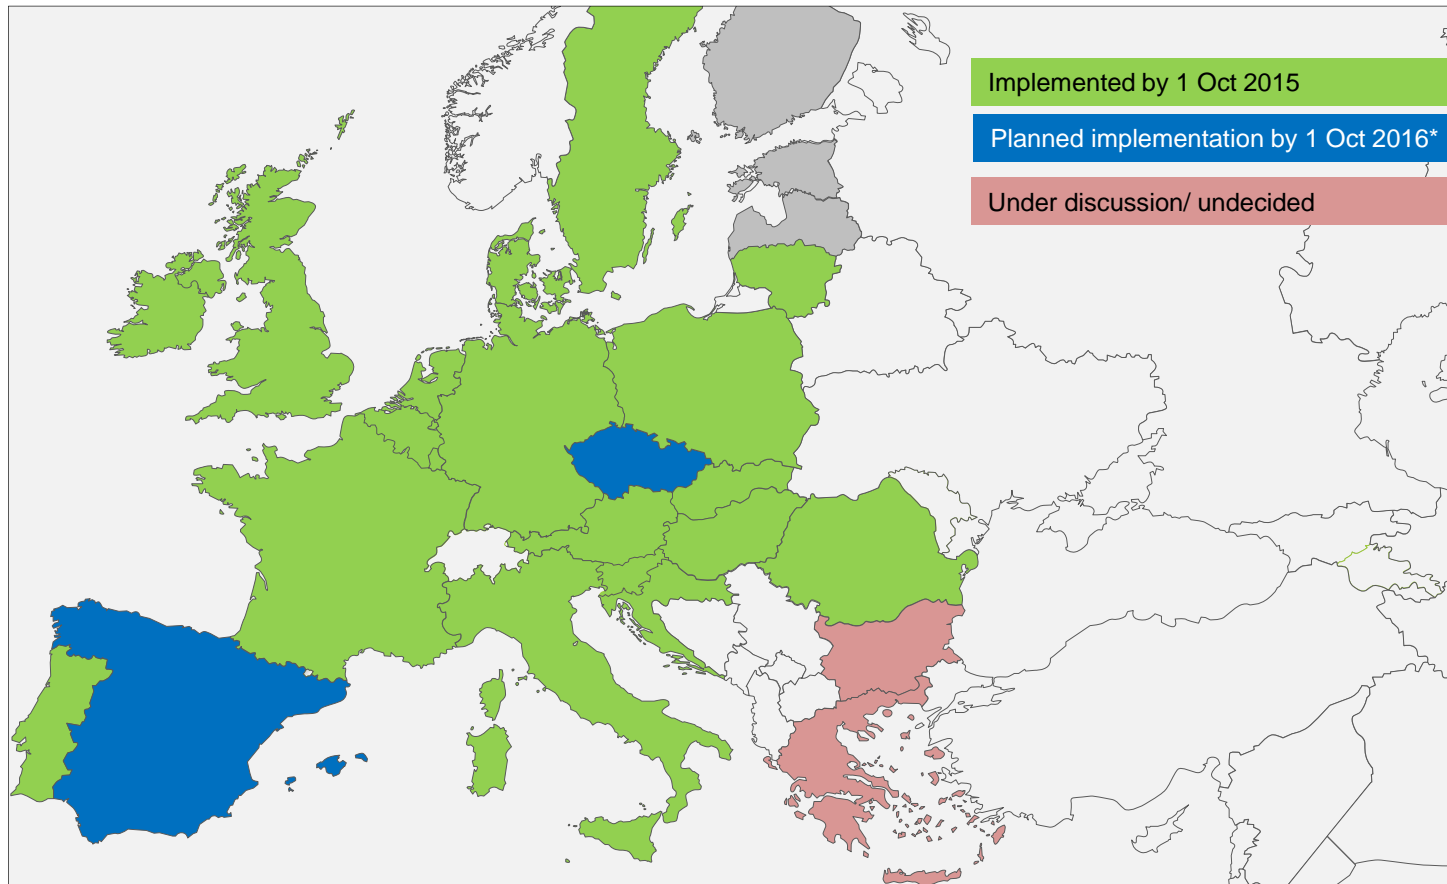 Implemented by 1 Oct 2015
Planned implementation by 1 Oct 2016*
Under discussion/ undecided